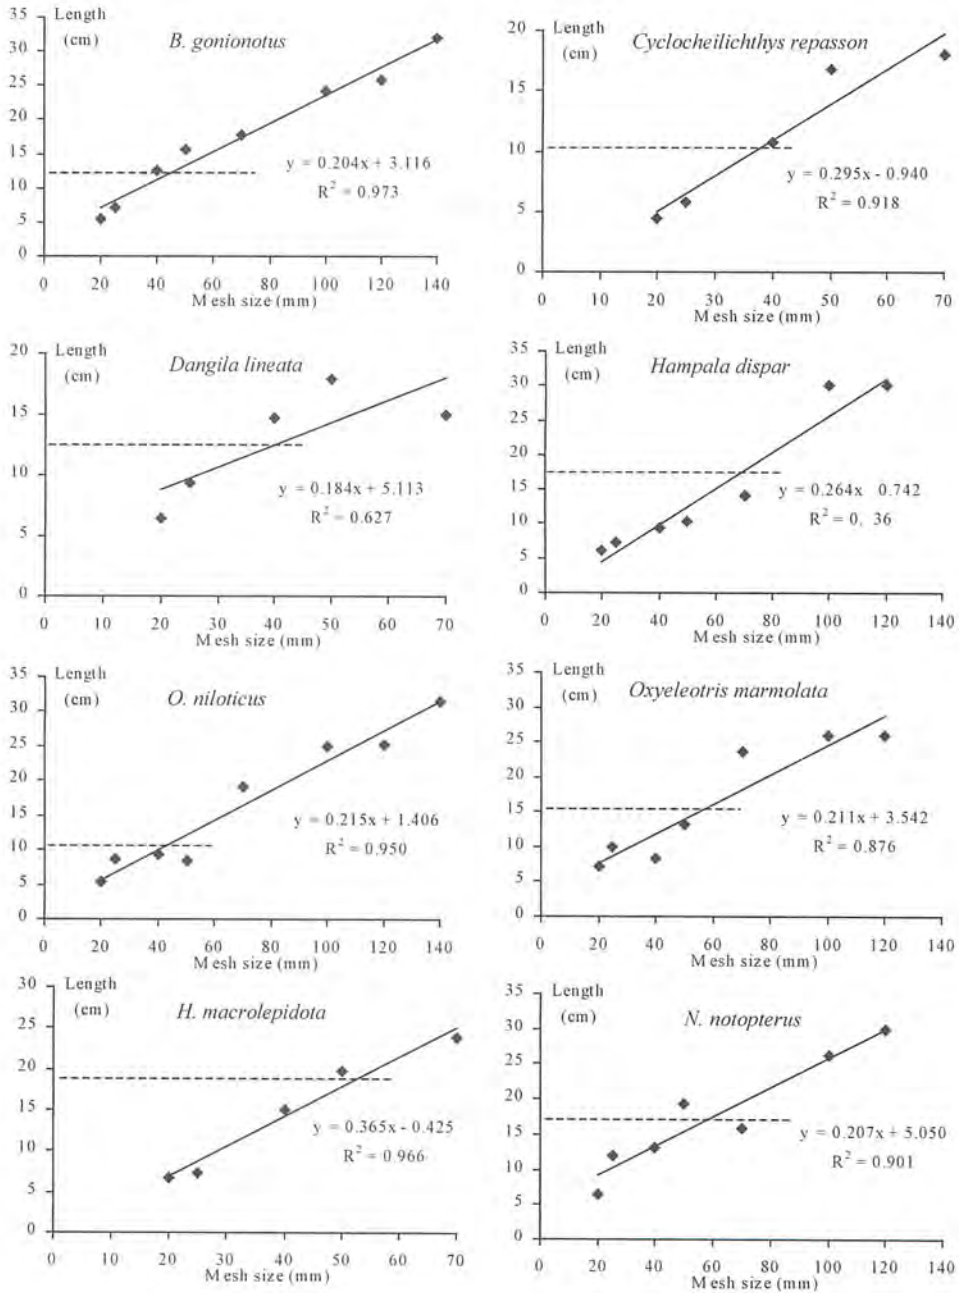 35
Length
(cm)
B. gonionotus
30
25
20
15
10
5
0
y = 0.204x + 3.116
R² = 0.973
0 20 40 60 80 100 120 140
Mesh size (mm)
20
Length
(cm)
Cyclocheilichthys repasson
15
10
5
0
y = 0.295x - 0.940
R² = 0.918
0 10 20 30 40 50 60 70
Mesh size (mm)
20
Length
(cm)
Dangila lineata
15
10
5
0
y = 0.184x + 5.113
R² = 0.627
0 10 20 30 40 50 60 70
Mesh size (mm)
35
Length
(cm)
Hampala dispar
30
25
20
15
10
5
0
y = 0.264x 0.742
R² = 0. 36
0 20 40 60 80 100 120 140
Mesh size (mm)
35
Length
(cm)
O. niloticus
30
25
20
15
10
5
0
y = 0.215x + 1.406
R² = 0.950
0 20 40 60 80 100 120 140
Mesh size (mm)
35
Length
(cm)
Oxyeleotris marmolata
30
25
20
15
10
5
0
y = 0.211x + 3.542
R² = 0.876
0 20 40 60 80 100 120 140
Mesh size (mm)
30
Length
(cm)
H. macrolepidota
25
20
15
10
5
0
y = 0.365x - 0.425
R² = 0.966
0 10 20 30 40 50 60 70
Mesh size (mm)
35
Length
(cm)
N. notopterus
30
25
20
15
10
5
0
y = 0.207x + 5.050
R² = 0.901
0 20 40 60 80 100 120 140
Mesh size (mm)